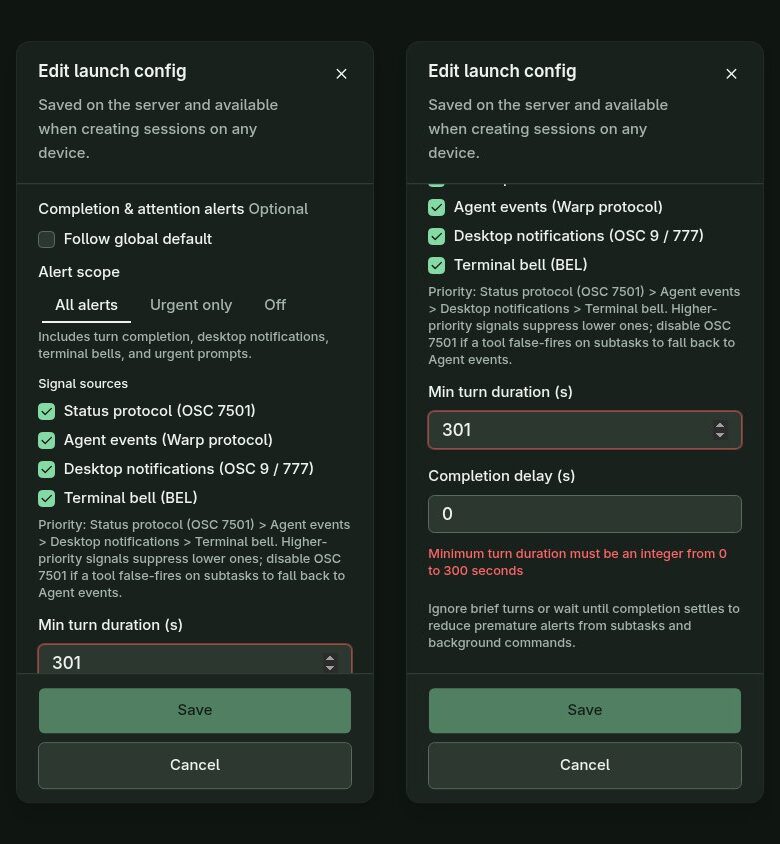 Edit launch config
Saved on the server and available
when creating sessions on any
device.
Completion & attention alerts Optional
Follow global default
Alert scope
All alerts Urgent only Off
Includes turn completion, desktop notifications,
terminal bells, and urgent prompts.
Signal sources
Status protocol (OSC 7501)
Agent events (Warp protocol)
Desktop notifications (OSC 9 / 777)
Terminal bell (BEL)
Priority: Status protocol (OSC 7501) > Agent events
> Desktop notifications > Terminal bell. Higher-
priority signals suppress lower ones; disable OSC
7501 if a tool false-fires on subtasks to fall back to
Agent events.
Min turn duration (s)
301
Save
Cancel
Edit launch config
Saved on the server and available
when creating sessions on any
device.
Agent events (Warp protocol)
Desktop notifications (OSC 9 / 777)
Terminal bell (BEL)
Priority: Status protocol (OSC 7501) > Agent events
> Desktop notifications > Terminal bell. Higher-
priority signals suppress lower ones; disable OSC
7501 if a tool false-fires on subtasks to fall back to
Agent events.
Min turn duration (s)
301
Completion delay (s)
0
Minimum turn duration must be an integer from 0
to 300 seconds
Ignore brief turns or wait until completion settles to
reduce premature alerts from subtasks and
background commands.
Save
Cancel